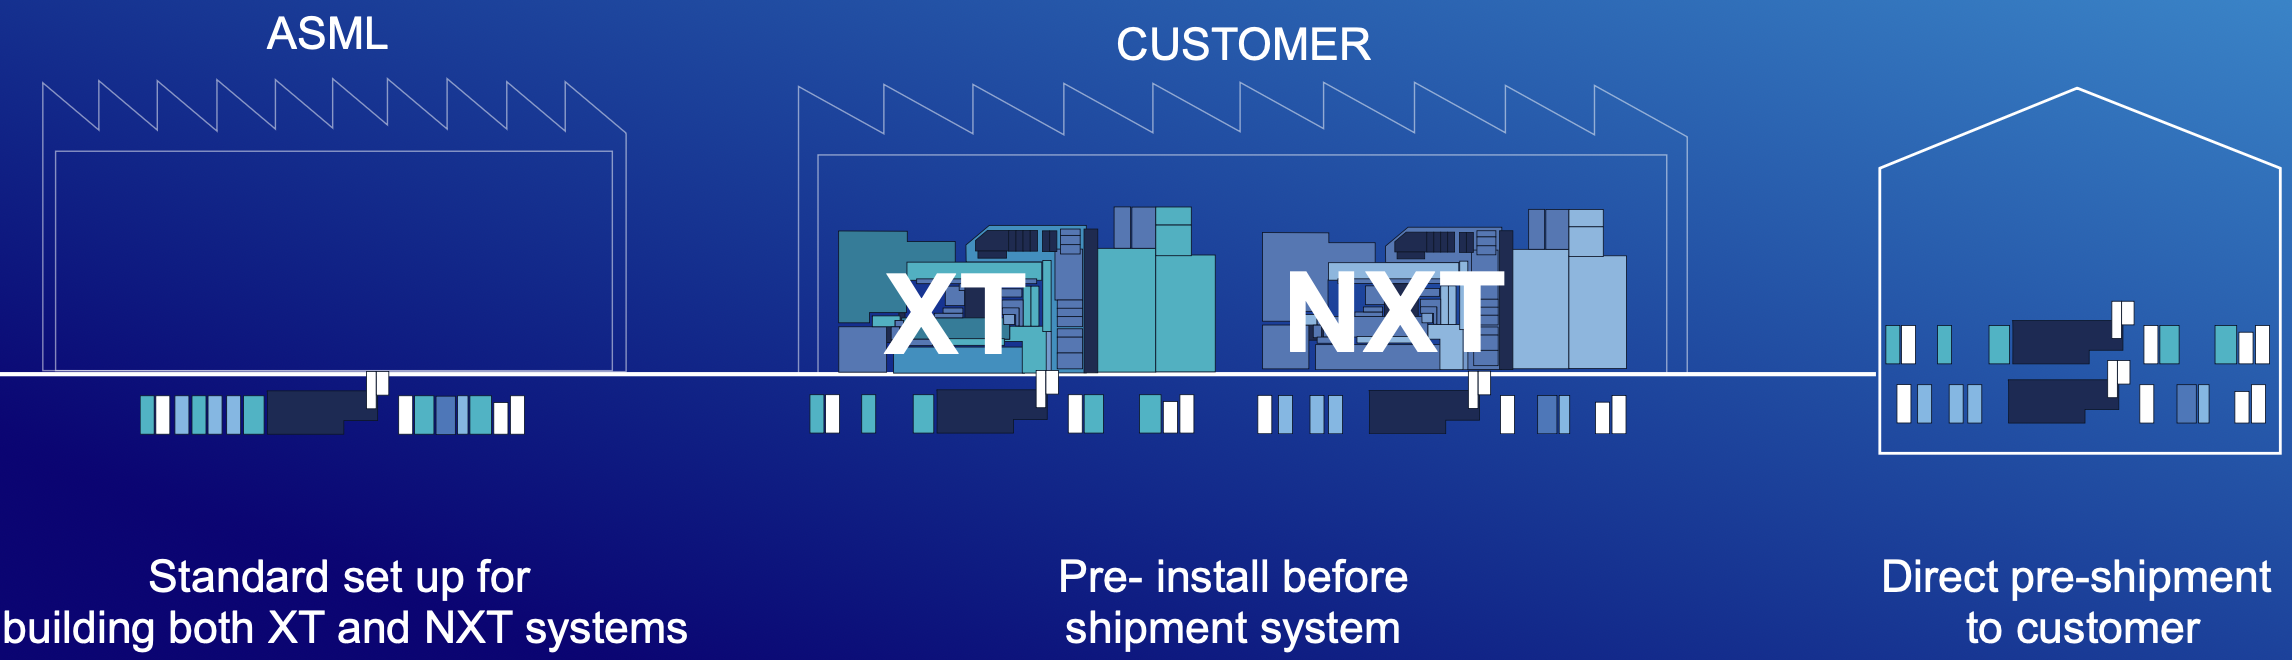 ASML
CUSTOMER
XT
NXT
Standard set up for
building both XT and NXT systems
Pre- install before
shipment system
Direct pre-shipment
to customer